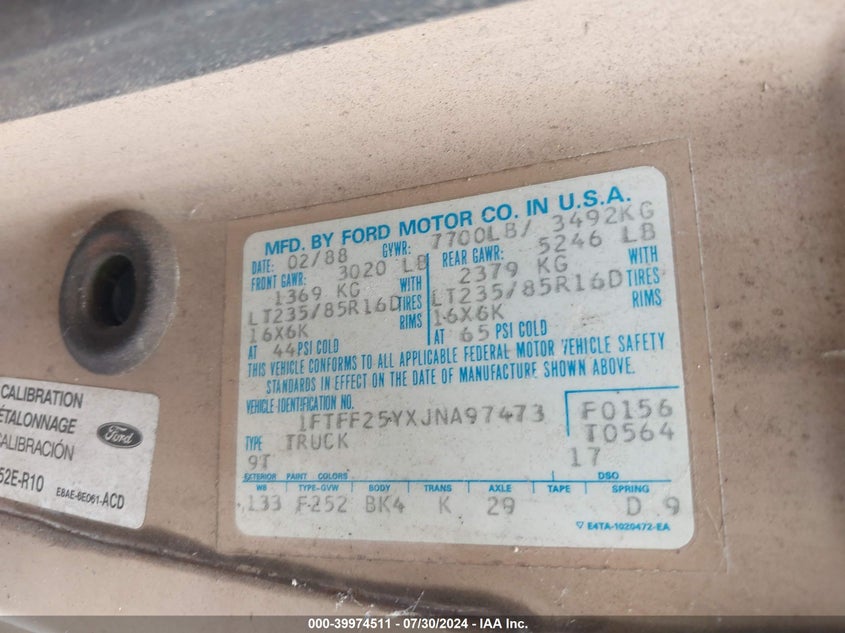 MFD. BY FORD MOTOR CO. IN U.S.A.
DATE: 02/88 GVWR: 7700LB/ 3492KG
FRONT GAWR: 3020 LB REAR GAWR: 5246 LB
1369 KG WITH 2379 KG WITH
LT235/85R16D TIRES LT235/85R16D TIRES
16X6K RIMS 16X6K RIMS
AT 44 PSI COLD AT 65 PSI COLD
THIS VEHICLE CONFORMS TO ALL APPLICABLE FEDERAL MOTOR VEHICLE SAFETY
STANDARDS IN EFFECT ON THE DATE OF MANUFACTURE SHOWN ABOVE.
VEHICLE IDENTIFICATION NO.
1FTFF25YXJNA97473 F0156
TYPE TRUCK T0564
9T 17
EXTERIOR PAINT COLORS DSO
WB TYPE-GVW BODY TRANS AXLE TAPE SPRING
133 F252 BK4 K 29 D 9
E4TA-1020472-EA
CALIBRATION
ÉTALONNAGE
CALIBRACIÓN
Ford
52E-R10
E8AE-6E061-ACD
000-39974511 / 07/30/2024 - IAA Inc.